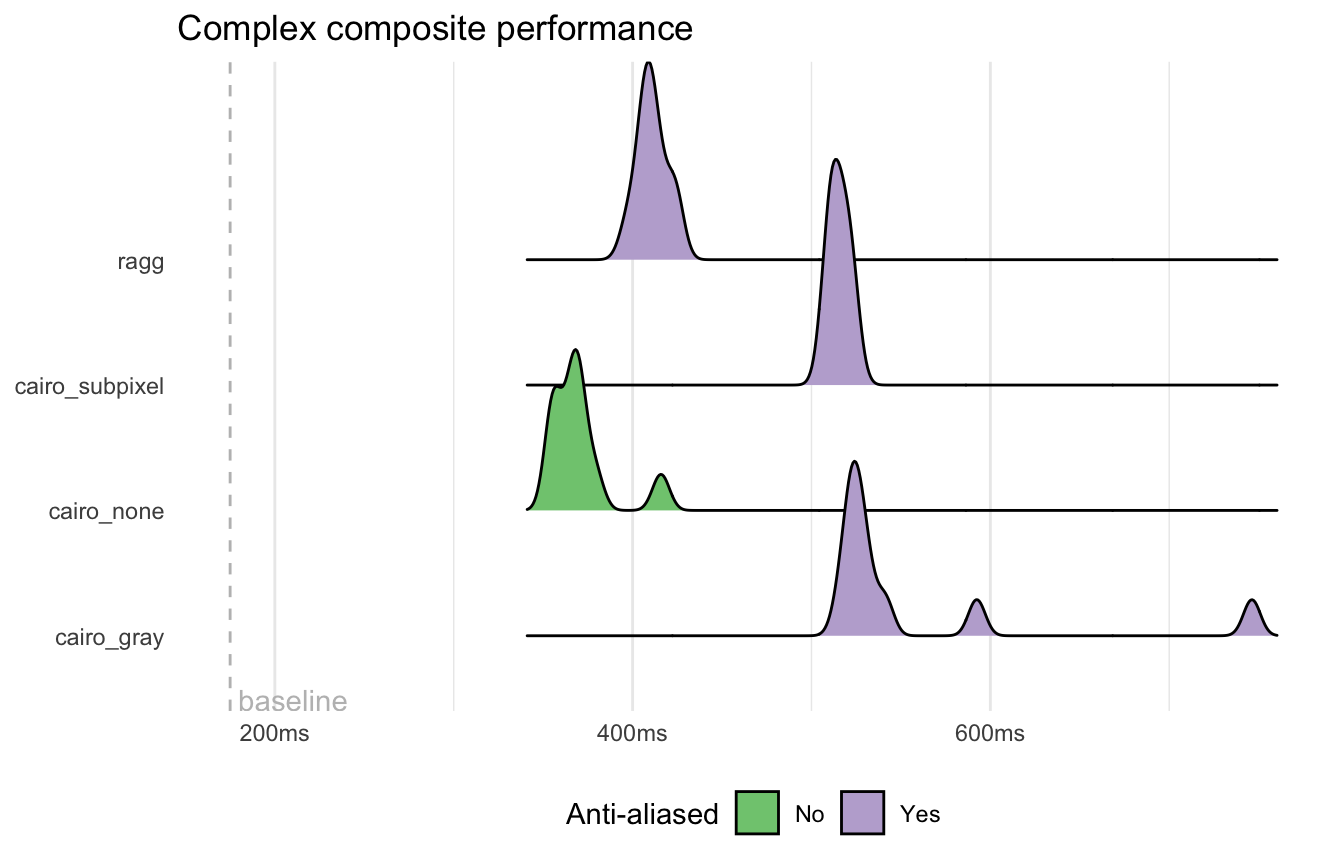 Complex composite performance
ragg
cairo_subpixel
cairo_none
cairo_gray
baseline
200ms 400ms 600ms
Anti-aliased No Yes